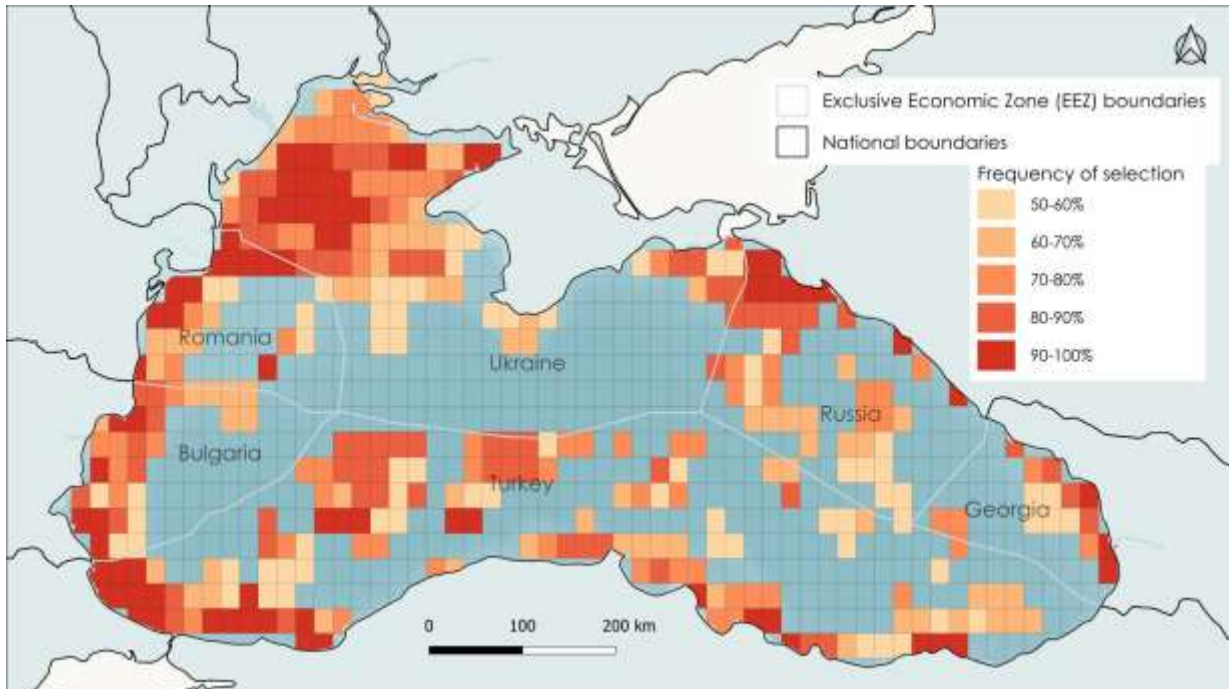 Exclusive Economic Zone (EEZ) boundaries
National boundaries
Frequency of selection
50-60%
60-70%
70-80%
80-90%
90-100%
Romania
Ukraine
Russia
Bulgaria
Turkey
Georgia
0 100 200 km